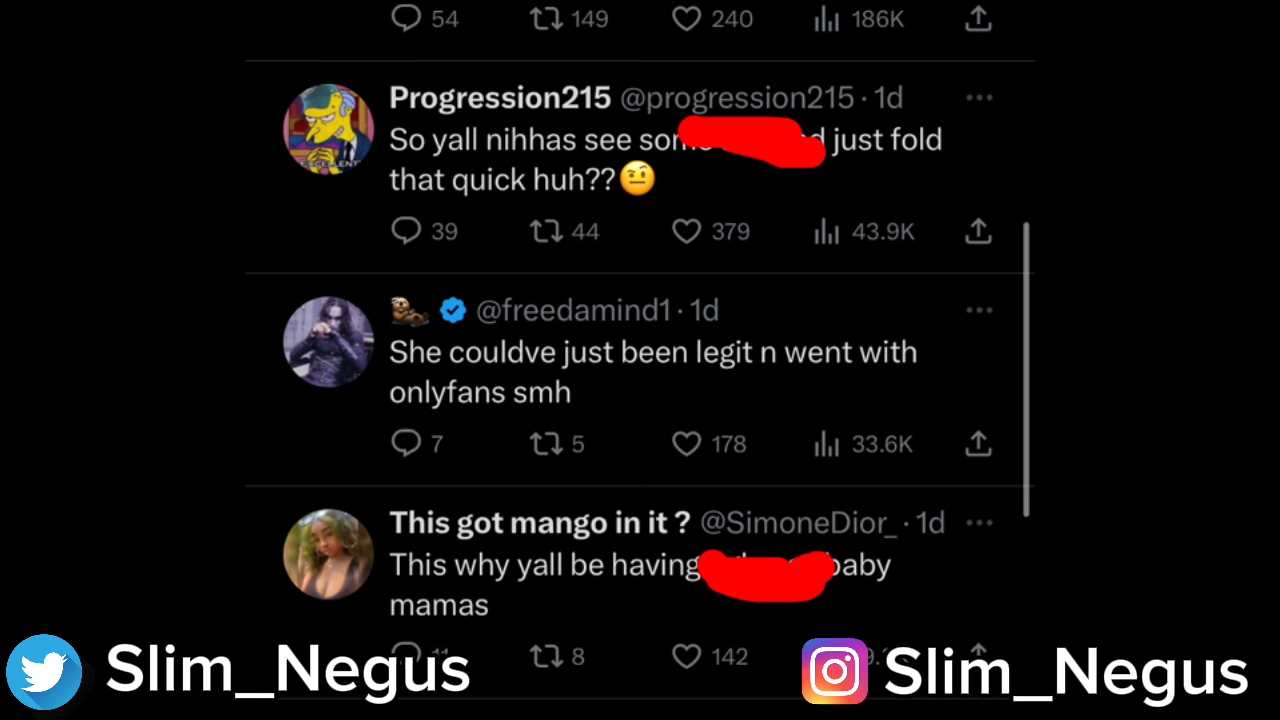 54 149 240 186K
Progression215 @progression215 · 1d
So yall nihhas see just fold
that quick huh??🤨
39 44 379 43.9K
🦦 @freedamind1 · 1d
She couldve just been legit n went with
onlyfans smh
7 5 178 33.6K
This got mango in it ? @SimoneDior_ · 1d
This why yall be having baby
mamas
8 142
Slim_Negus Slim_Negus